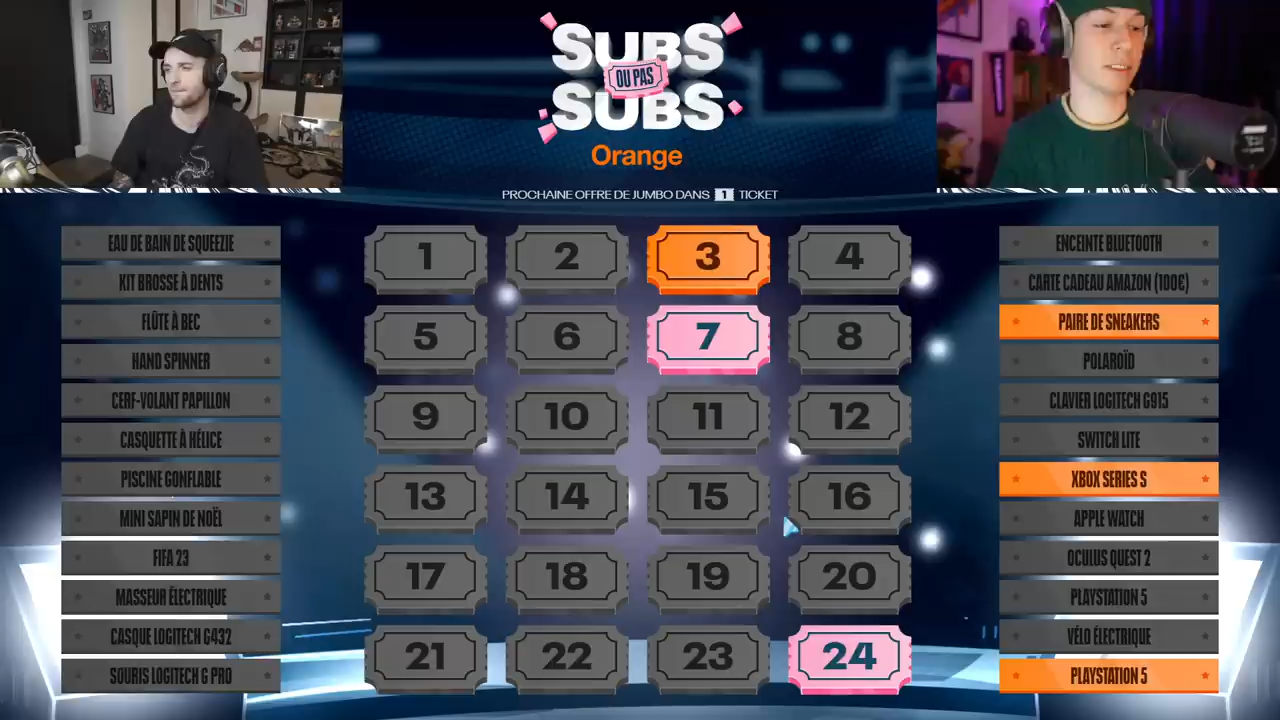 SUBS
OU PAS
SUBS
Orange
PROCHAINE OFFRE DE JUMBO DANS 1 TICKET
EAU DE BAIN DE SQUEEZIE
KIT BROSSE À DENTS
FLÛTE À BEC
HAND SPINNER
CERF-VOLANT PAPILLON
CASQUETTE À HÉLICE
PISCINE GONFLABLE
MINI SAPIN DE NOËL
FIFA 23
MASSEUR ÉLECTRIQUE
CASQUE LOGITECH G432
SOURIS LOGITECH G PRO
1 2 3 4
5 6 7 8
9 10 11 12
13 14 15 16
17 18 19 20
21 22 23 24
ENCEINTE BLUETOOTH
CARTE CADEAU AMAZON (100€)
PAIRE DE SNEAKERS
POLAROÏD
CLAVIER LOGITECH G915
SWITCH LITE
XBOX SERIES S
APPLE WATCH
OCULUS QUEST 2
PLAYSTATION 5
VÉLO ÉLECTRIQUE
PLAYSTATION 5